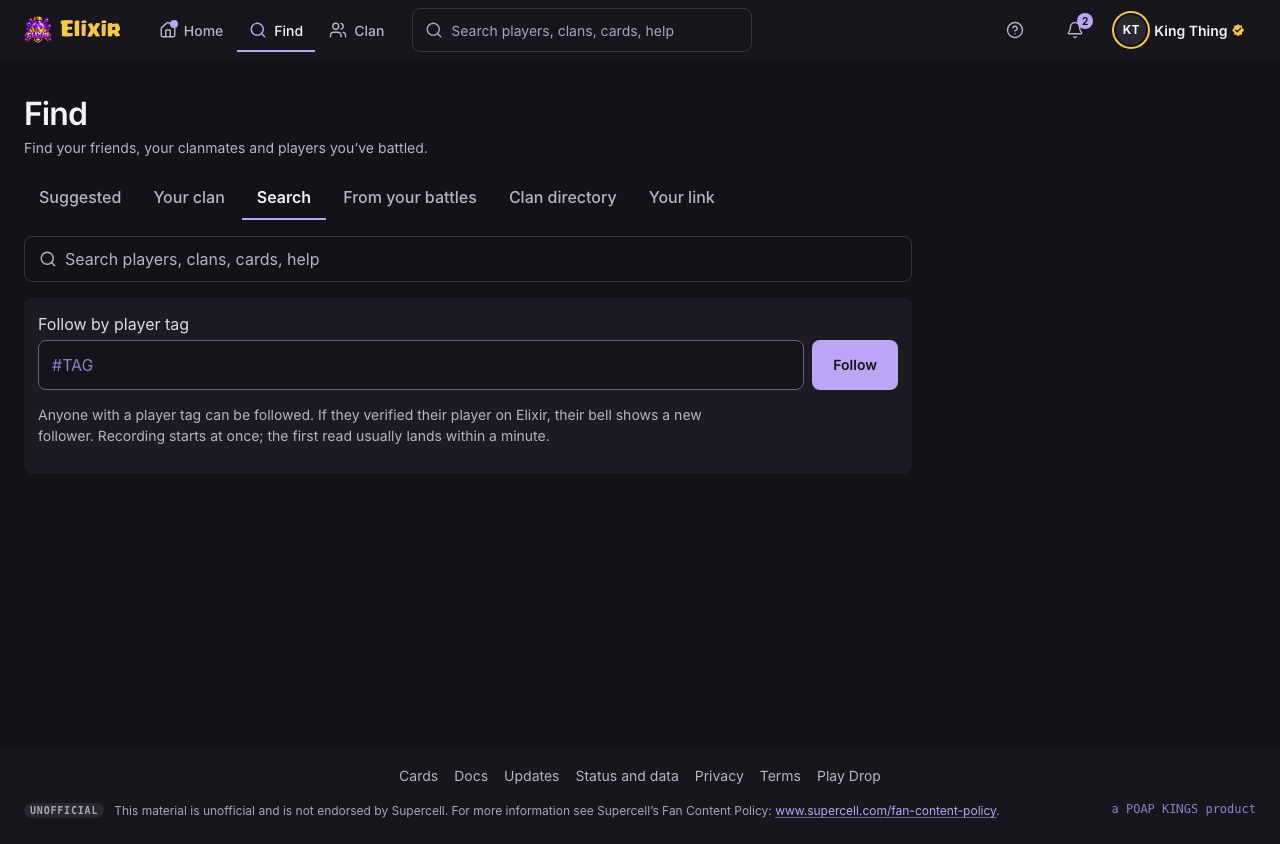 Elixir
Home
Find
Clan
Search players, clans, cards, help
2
KT
King Thing
Find
Find your friends, your clanmates and players you’ve battled.
Suggested
Your clan
Search
From your battles
Clan directory
Your link
Search players, clans, cards, help
Follow by player tag
#TAG
Follow
Anyone with a player tag can be followed. If they verified their player on Elixir, their bell shows a new
follower. Recording starts at once; the first read usually lands within a minute.
Cards
Docs
Updates
Status and data
Privacy
Terms
Play Drop
UNOFFICIAL
This material is unofficial and is not endorsed by Supercell. For more information see Supercell’s Fan Content Policy: www.supercell.com/fan-content-policy.
a POAP KINGS product